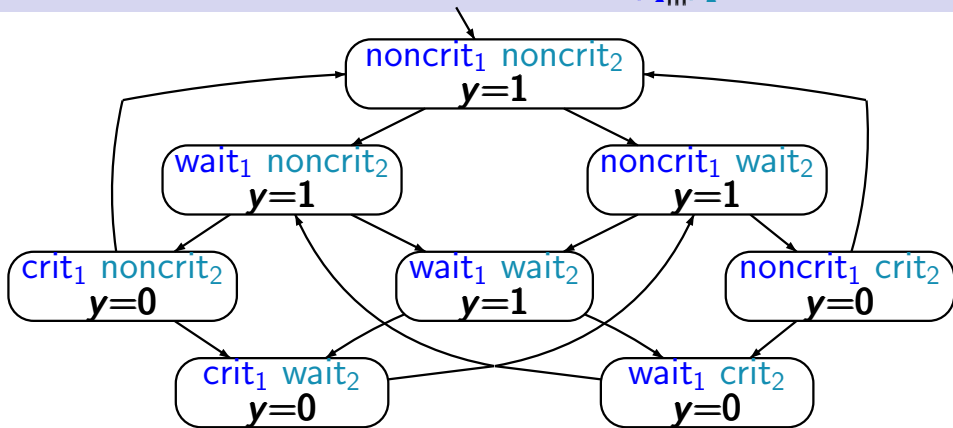 noncrit₁ noncrit₂
y=1
wait₁ noncrit₂
y=1
noncrit₁ wait₂
y=1
crit₁ noncrit₂
y=0
wait₁ wait₂
y=1
noncrit₁ crit₂
y=0
crit₁ wait₂
y=0
wait₁ crit₂
y=0